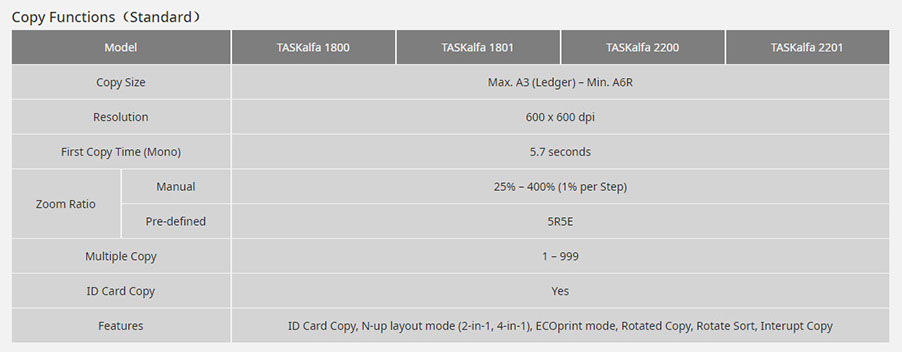 Copy Functions（Standard）
Model TASKalfa 1800 TASKalfa 1801 TASKalfa 2200 TASKalfa 2201
Copy Size Max. A3 (Ledger) – Min. A6R
Resolution 600 x 600 dpi
First Copy Time (Mono) 5.7 seconds
Zoom Ratio Manual 25% – 400% (1% per Step)
Pre-defined 5R5E
Multiple Copy 1 – 999
ID Card Copy Yes
Features ID Card Copy, N-up layout mode (2-in-1, 4-in-1), ECOprint mode, Rotated Copy, Rotate Sort, Interupt Copy